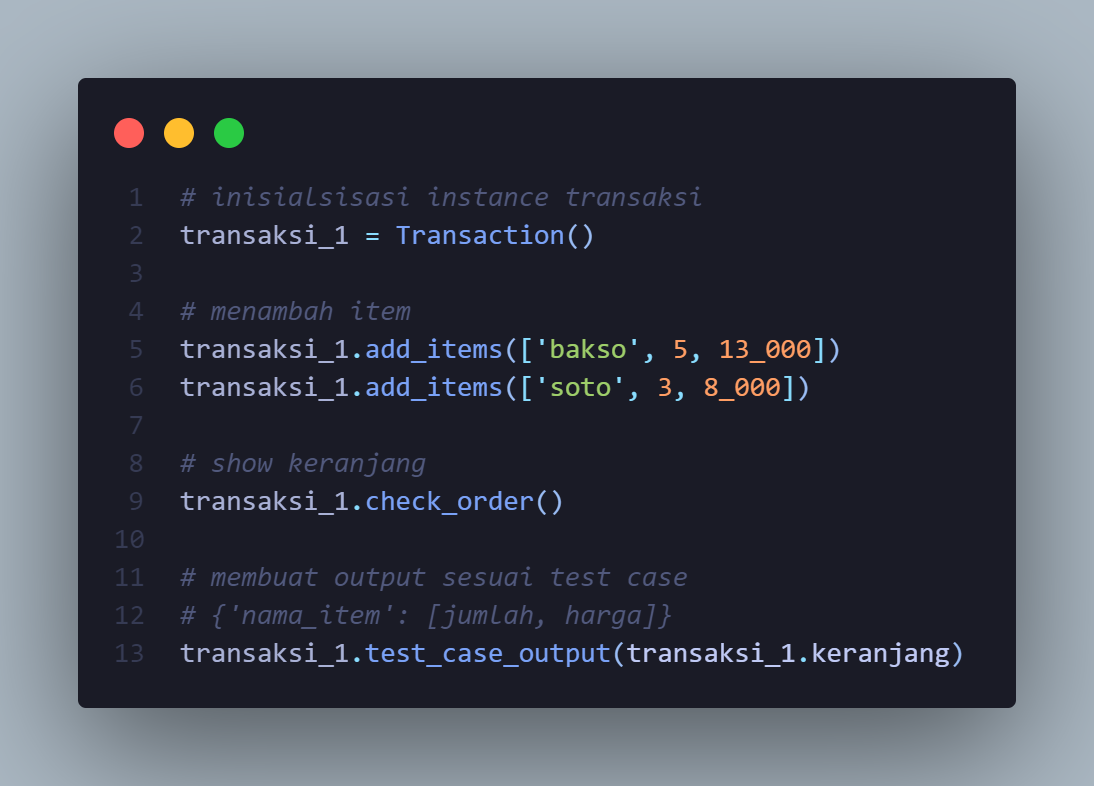 1 # inisialsisasi instance transaksi
2 transaksi_1 = Transaction()
3
4 # menambah item
5 transaksi_1.add_items(['bakso', 5, 13_000])
6 transaksi_1.add_items(['soto', 3, 8_000])
7
8 # show keranjang
9 transaksi_1.check_order()
10
11 # membuat output sesuai test case
12 # {'nama_item': [jumlah, harga]}
13 transaksi_1.test_case_output(transaksi_1.keranjang)